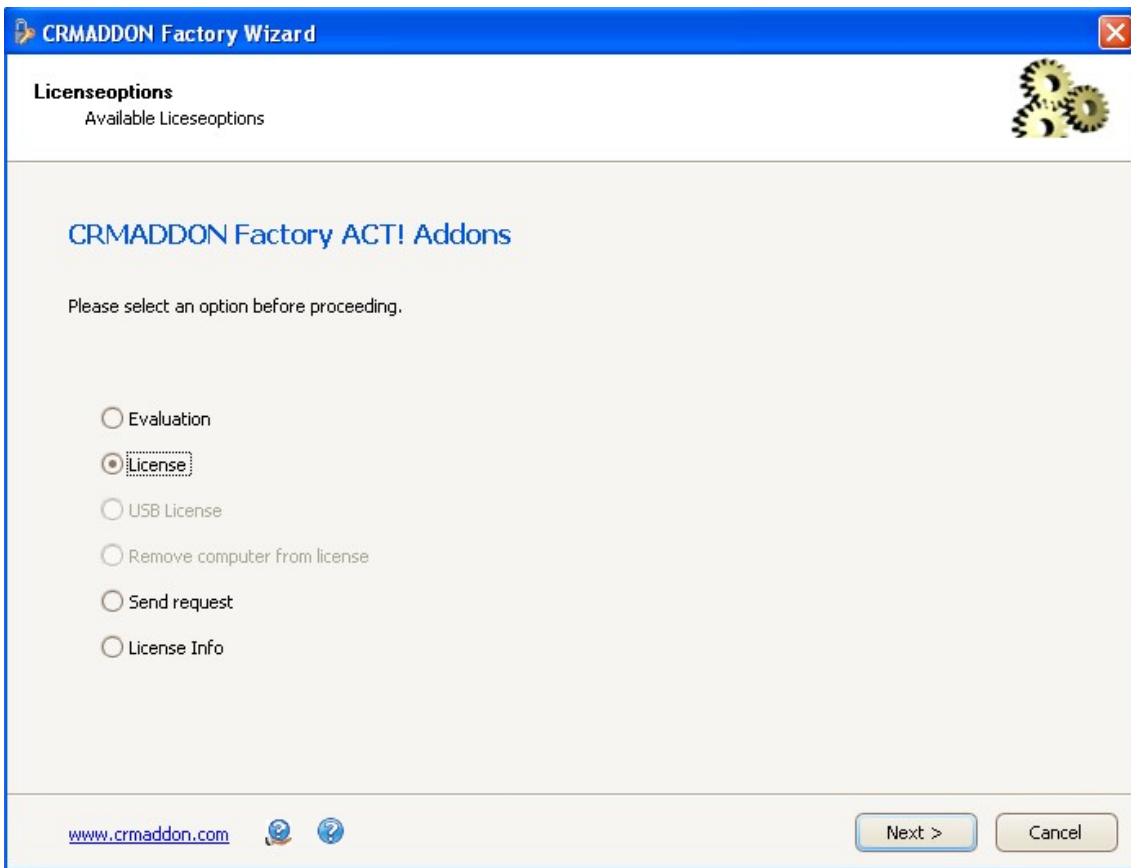 CRMADDON Factory Wizard
Licenseoptions
Available Liceseoptions
CRMADDON Factory ACT! Addons
Please select an option before proceeding.
Evaluation
License
USB License
Remove computer from license
Send request
License Info
www.crmaddon.com
Next >
Cancel